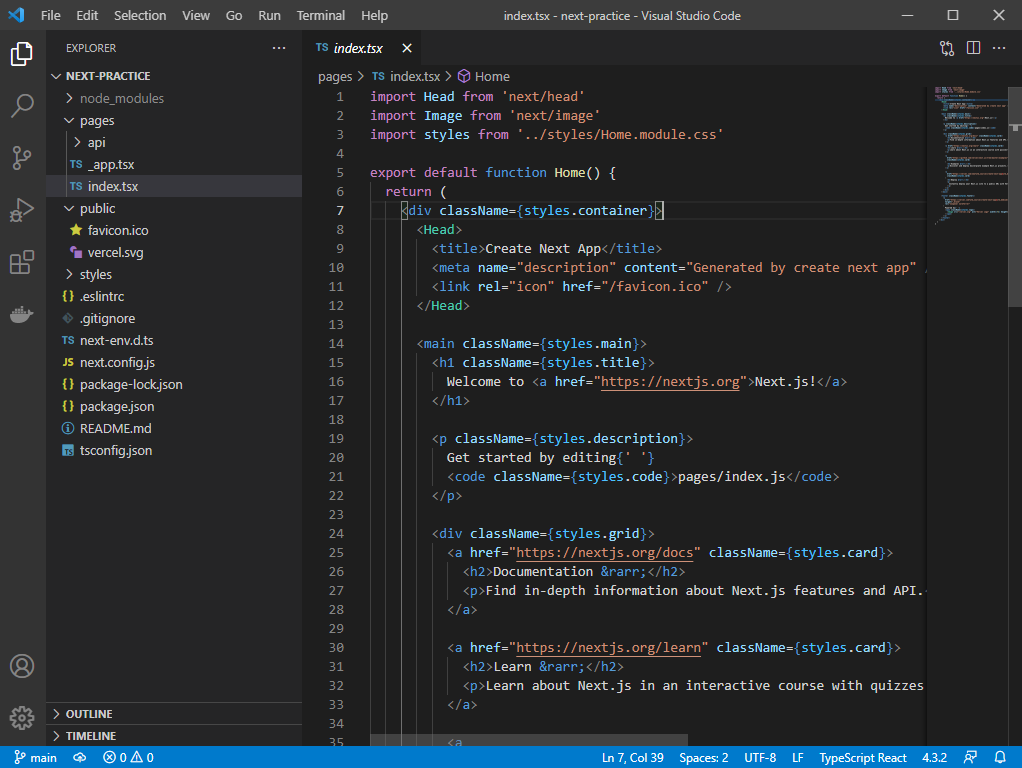 File Edit Selection View Go Run Terminal Help
index.tsx - next-practice - Visual Studio Code
EXPLORER
NEXT-PRACTICE
node_modules
pages
api
TS _app.tsx
TS index.tsx
public
favicon.ico
vercel.svg
styles
{} .eslintrc
.gitignore
TS next-env.d.ts
JS next.config.js
{} package-lock.json
{} package.json
README.md
TS tsconfig.json
OUTLINE
TIMELINE
TS index.tsx
pages > TS index.tsx > Home
1 import Head from 'next/head'
2 import Image from 'next/image'
3 import styles from '../styles/Home.module.css'
4
5 export default function Home() {
6 return (
7 <div className={styles.container}>
8 <Head>
9 <title>Create Next App</title>
10 <meta name="description" content="Generated by create next app" /
11 <link rel="icon" href="/favicon.ico" />
12 </Head>
13
14 <main className={styles.main}>
15 <h1 className={styles.title}>
16 Welcome to <a href="https://nextjs.org">Next.js!</a>
17 </h1>
18
19 <p className={styles.description}>
20 Get started by editing{' '}
21 <code className={styles.code}>pages/index.js</code>
22 </p>
23
24 <div className={styles.grid}>
25 <a href="https://nextjs.org/docs" className={styles.card}>
26 <h2>Documentation &rarr;</h2>
27 <p>Find in-depth information about Next.js features and API.
28 </a>
29
30 <a href="https://nextjs.org/learn" className={styles.card}>
31 <h2>Learn &rarr;</h2>
32 <p>Learn about Next.js in an interactive course with quizzes
33 </a>
34
35 <a
main 0 0 Ln 7, Col 39 Spaces: 2 UTF-8 LF TypeScript React 4.3.2